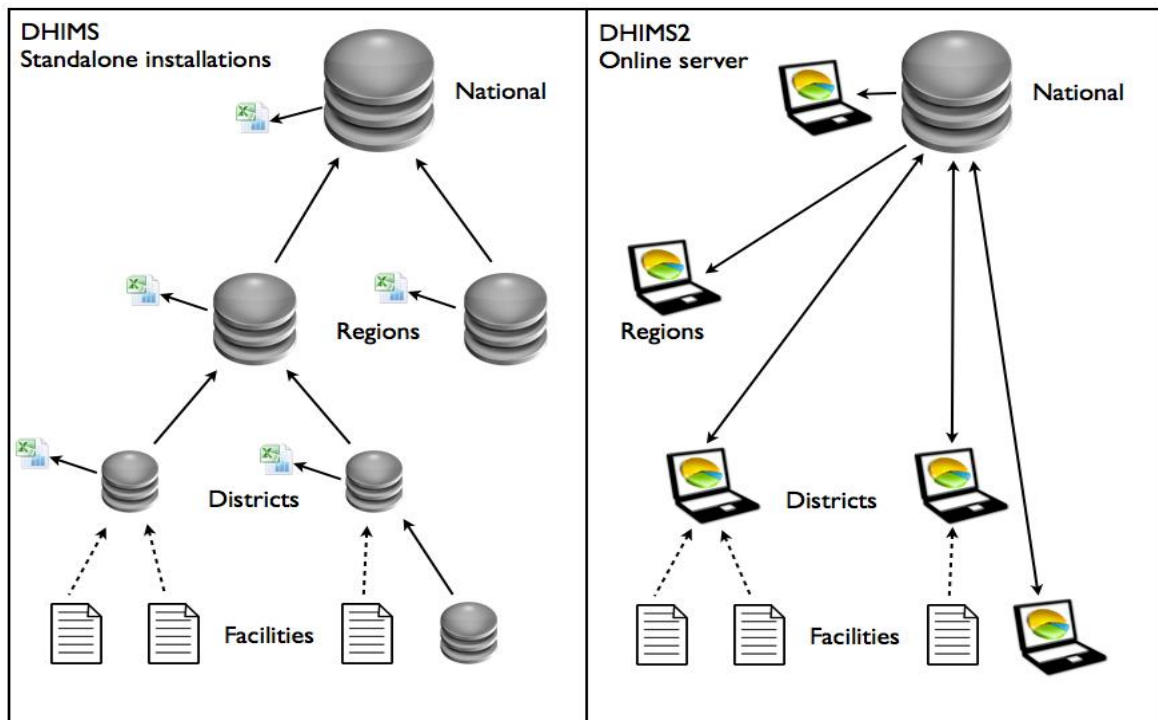 DHIMS
Standalone installations
National
Regions
Districts
Facilities
DHIMS2
Online server
National
Regions
Districts
Facilities